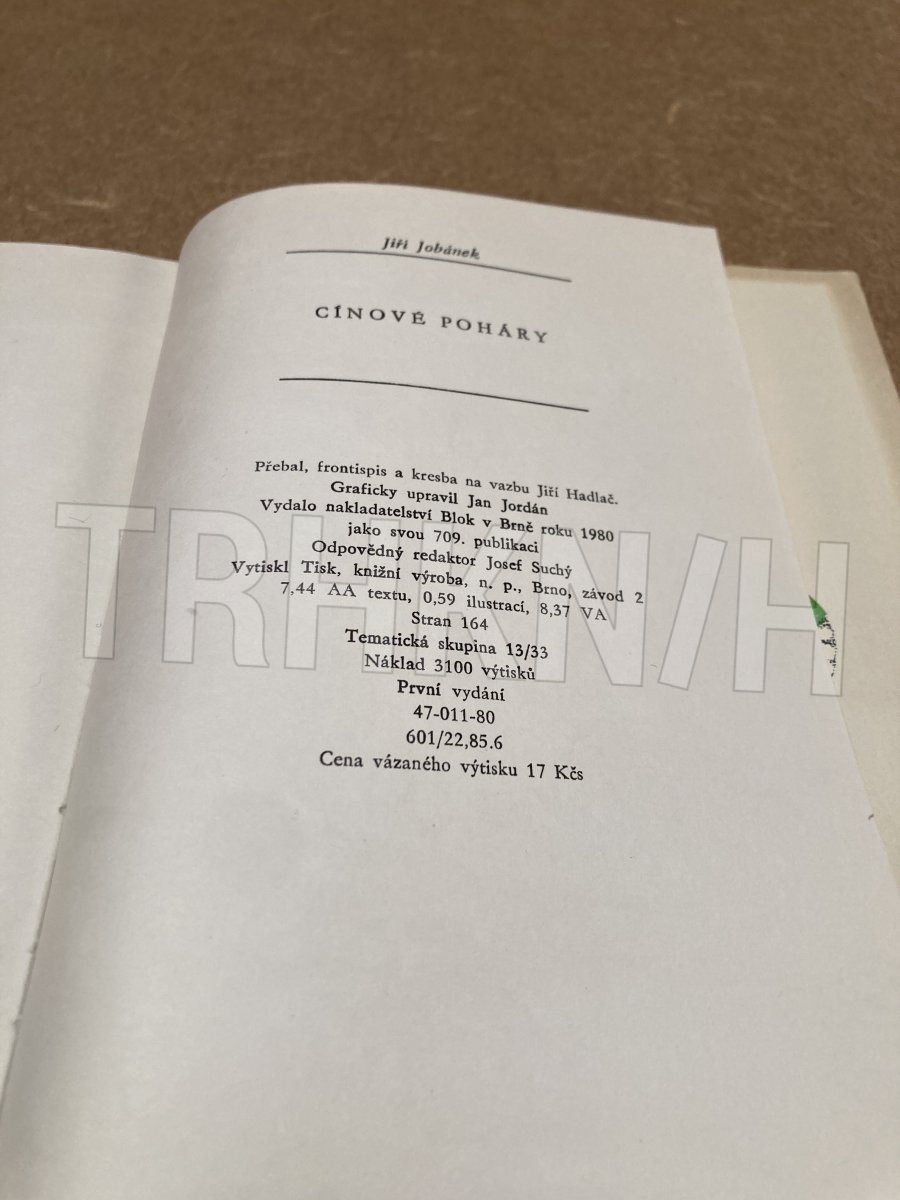 Jiří Jobánek
CÍNOVÉ POHÁRY
Přebal, frontispis a kresba na vazbu Jiří Hadlač.
Graficky upravil Jan Jordán
Vydalo nakladatelství Blok v Brně roku 1980
jako svou 709. publikaci
Odpovědný redaktor Josef Suchý
Vytiskl Tisk, knižní výroba, n. p., Brno, závod 2
7,44 AA textu, 0,59 ilustrací, 8,37 VA
Stran 164
Tematická skupina 13/33
Náklad 3100 výtisků
První vydání
47-011-80
601/22,85.6
Cena vázaného výtisku 17 Kčs
TRHKN/H